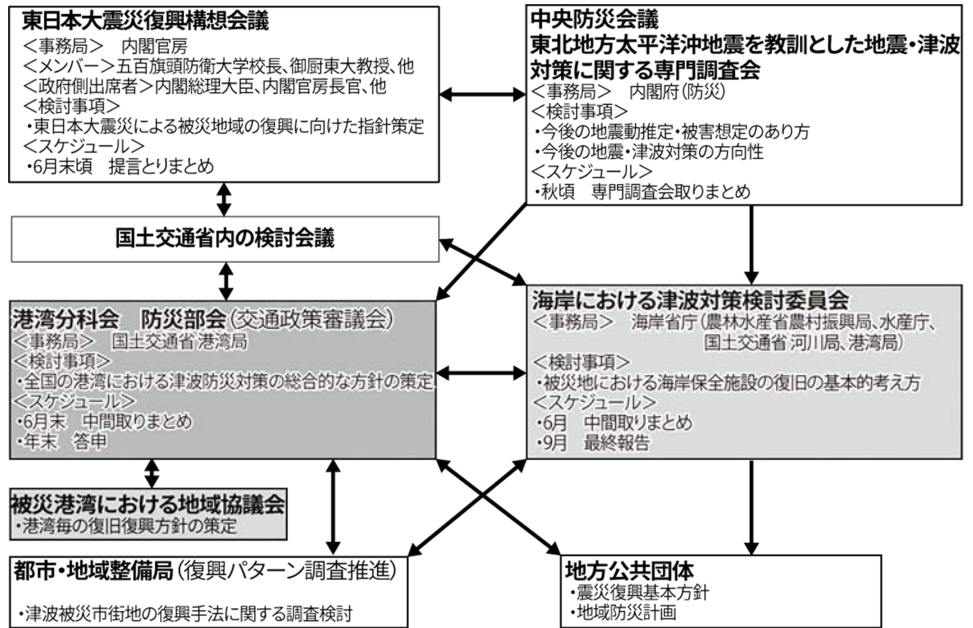 東日本大震災復興構想会議
<事務局>　内閣官房
<メンバー>五百旗頭防衛大学校長、御厨東大教授、他
<政府側出席者>内閣総理大臣、内閣官房長官、他
<検討事項>
・東日本大震災による被災地域の復興に向けた指針策定
<スケジュール>
・6月末頃　提言とりまとめ
中央防災会議
東北地方太平洋沖地震を教訓とした地震・津波
対策に関する専門調査会
<事務局>　内閣府（防災）
<検討事項>
・今後の地震動推定・被害想定のあり方
・今後の地震・津波対策の方向性
<スケジュール>
・秋頃　専門調査会取りまとめ
国土交通省内の検討会議
港湾分科会　防災部会（交通政策審議会）
<事務局>　国土交通省 港湾局
<検討事項>
・全国の港湾における津波防災対策の総合的な方針の策定
<スケジュール>
・6月末　中間取りまとめ
・年末　答申
海岸における津波対策検討委員会
<事務局>　海岸省庁（農林水産省農村振興局、水産庁、
国土交通省 河川局、港湾局）
<検討事項>
・被災地における海岸保全施設の復旧の基本的考え方
<スケジュール>
・6月　中間取りまとめ
・9月　最終報告
被災港湾における地域協議会
・港湾毎の復旧復興方針の策定
都市・地域整備局（復興パターン調査推進）
・津波被災市街地の復興手法に関する調査検討
地方公共団体
・震災復興基本方針
・地域防災計画